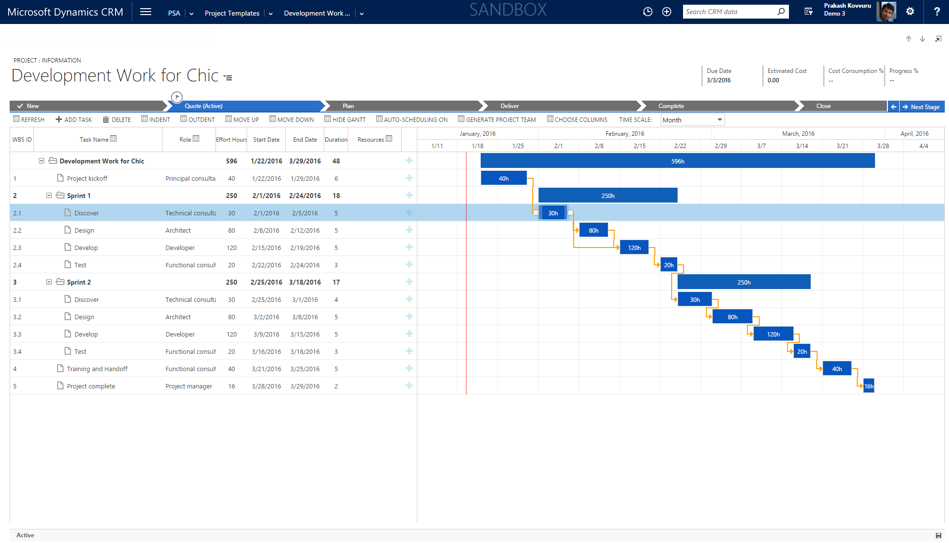 Microsoft Dynamics CRM PSA Project Templates Development Work ... SANDBOX Search CRM data Prakash Kovvuru
Demo 3
PROJECT : INFORMATION
Development Work for Chic
Due Date Estimated Cost Cost Consumption % Progress %
3/3/2016 0.00 -- --
New Quote (Active) Plan Deliver Complete Close Next Stage
REFRESH ADD TASK DELETE INDENT OUTDENT MOVE UP MOVE DOWN HIDE GANTT AUTO-SCHEDULING ON GENERATE PROJECT TEAM CHOOSE COLUMNS TIME SCALE: Month
WBS ID Task Name Role Effort Hours Start Date End Date Duration Resources
January, 2016 February, 2016 March, 2016 April, 2016
1/11 1/18 1/25 2/1 2/8 2/15 2/22 2/29 3/7 3/14 3/21 3/28 4/4
Development Work for Chic 596 1/22/2016 3/29/2016 48 596h
1 Project kickoff Principal consulta 40 1/22/2016 1/29/2016 6 40h
2 Sprint 1 250 2/1/2016 2/24/2016 18 250h
2.1 Discover Technical consulta 30 2/1/2016 2/5/2016 5 30h
2.2 Design Architect 80 2/8/2016 2/12/2016 5 80h
2.3 Develop Developer 120 2/15/2016 2/19/2016 5 120h
2.4 Test Functional consult 20 2/22/2016 2/24/2016 3 20h
3 Sprint 2 250 2/25/2016 3/18/2016 17 250h
3.1 Discover Technical consulta 30 2/25/2016 3/1/2016 4 30h
3.2 Design Architect 80 3/2/2016 3/8/2016 5 80h
3.3 Develop Developer 120 3/9/2016 3/15/2016 5 120h
3.4 Test Functional consult 20 3/16/2016 3/18/2016 3 20h
4 Training and Handoff Functional consult 40 3/21/2016 3/25/2016 5 40h
5 Project complete Project manager 16 3/28/2016 3/29/2016 2 16h
Active